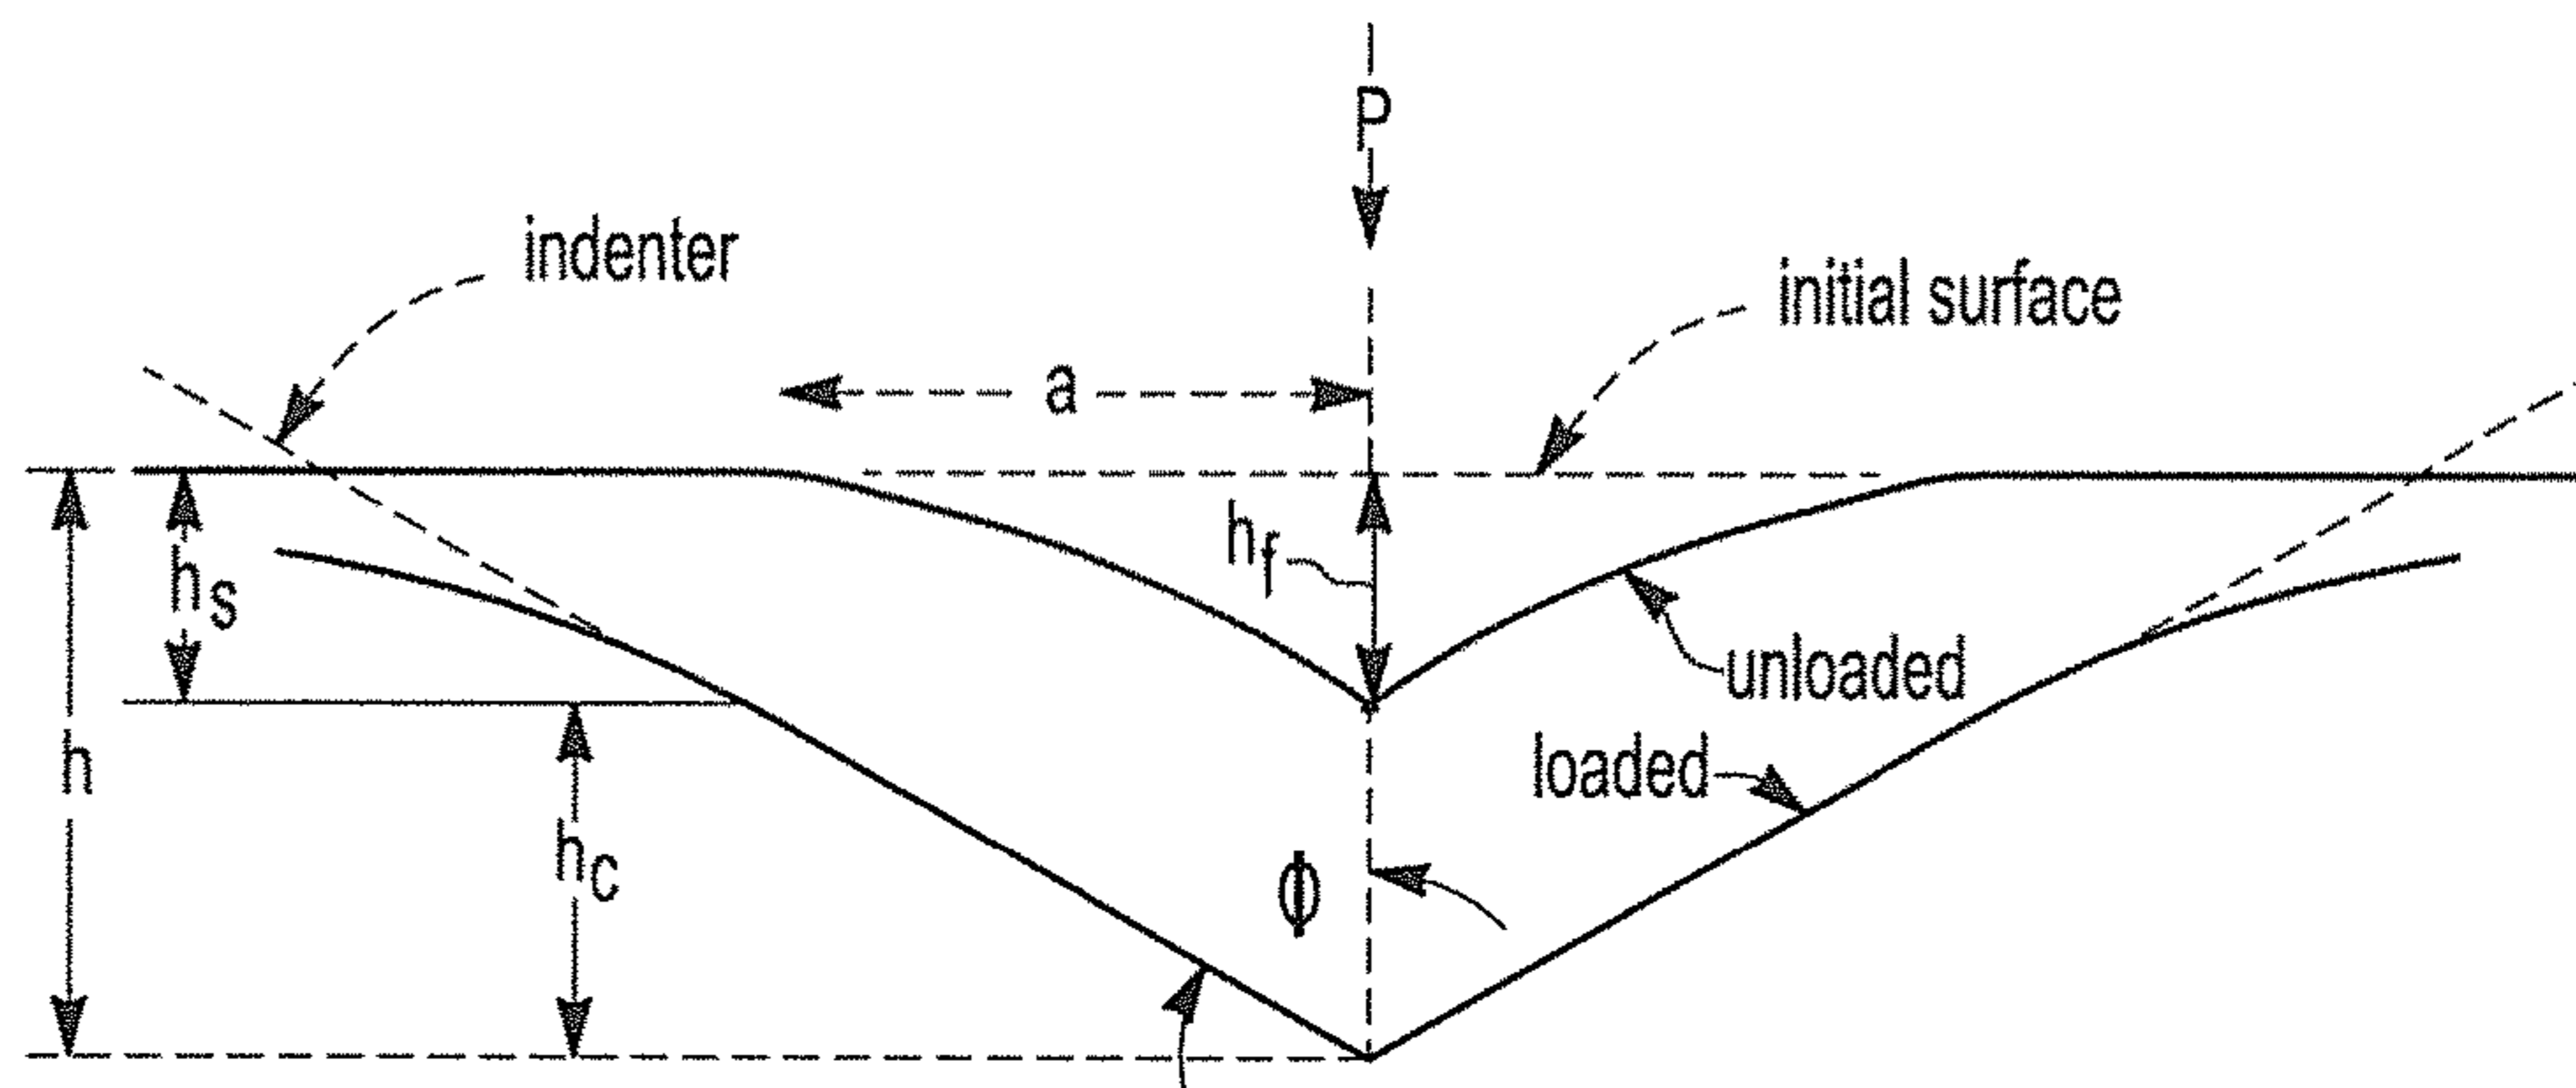 P
indenter
initial surface
a
hf
hs
unloaded
loaded
h
hc
ϕ